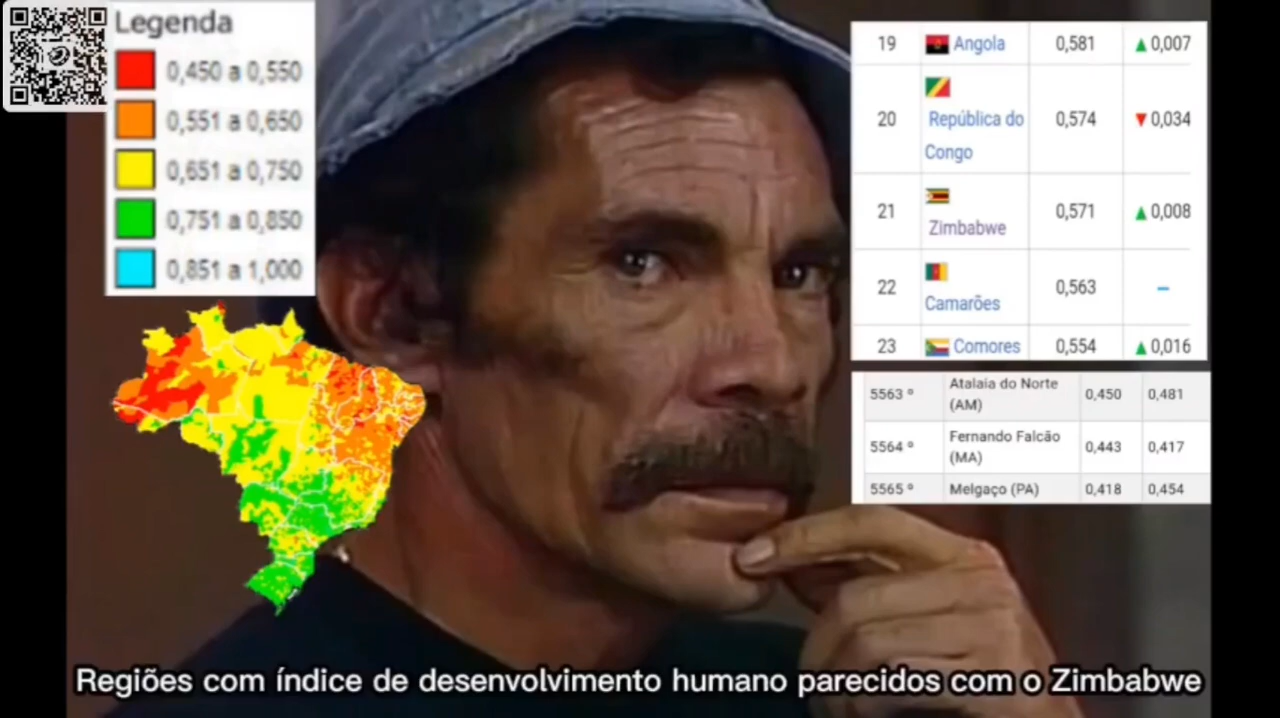 Legenda
0,450 a 0,550
0,551 a 0,650
0,651 a 0,750
0,751 a 0,850
0,851 a 1,000
19 Angola 0,581 ▲ 0,007
20 República do Congo 0,574 ▼ 0,034
21 Zimbabwe 0,571 ▲ 0,008
22 Camarões 0,563 –
23 Comores 0,554 ▲ 0,016
5563 º Atalaia do Norte (AM) 0,450 0,481
5564 º Fernando Falcão (MA) 0,443 0,417
5565 º Melgaço (PA) 0,418 0,454
Regiões com índice de desenvolvimento humano parecidos com o Zimbabwe